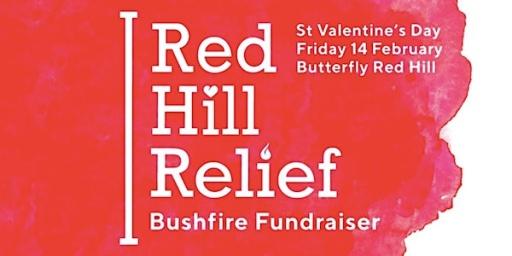 Red
Hill
Relief
Bushfire Fundraiser
St Valentine's Day
Friday 14 February
Butterfly Red Hill